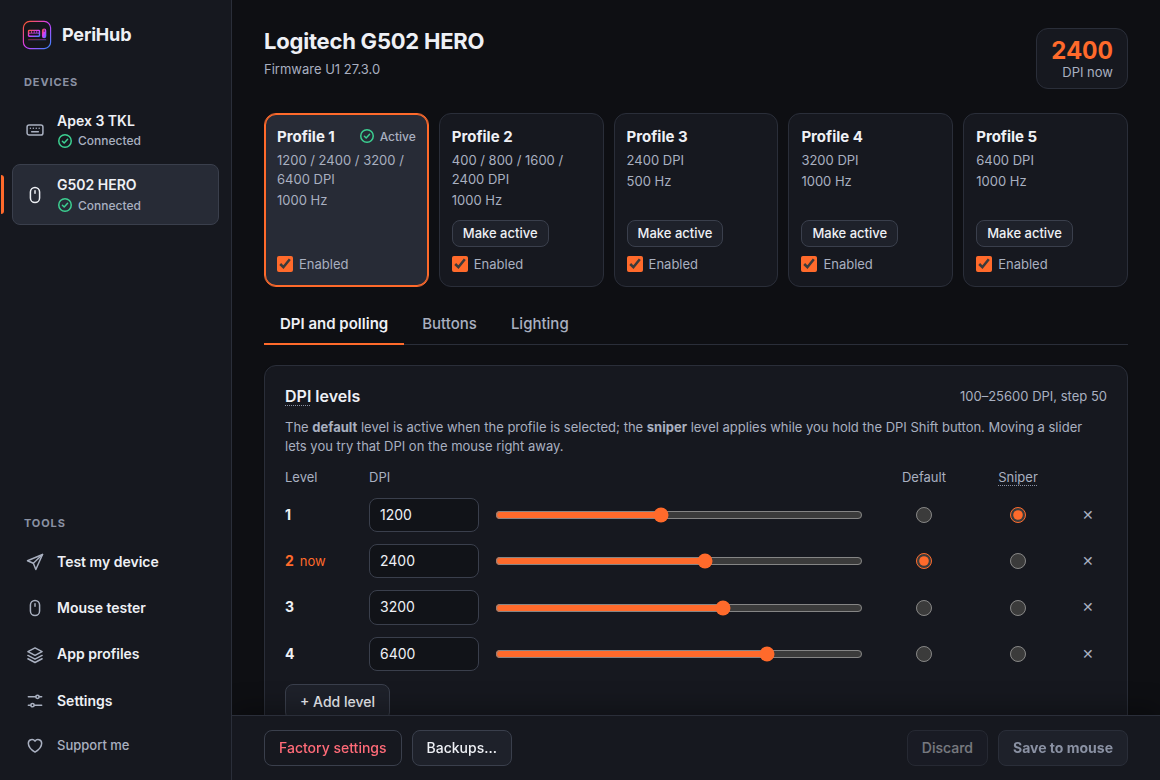 PeriHub
DEVICES
Apex 3 TKL
Connected
G502 HERO
Connected
TOOLS
Test my device
Mouse tester
App profiles
Settings
Support me
Logitech G502 HERO
Firmware U1 27.3.0
2400
DPI now
Profile 1 Active
1200 / 2400 / 3200 /
6400 DPI
1000 Hz
Enabled
Profile 2
400 / 800 / 1600 /
2400 DPI
1000 Hz
Make active
Enabled
Profile 3
2400 DPI
500 Hz
Make active
Enabled
Profile 4
3200 DPI
1000 Hz
Make active
Enabled
Profile 5
6400 DPI
1000 Hz
Make active
Enabled
DPI and polling Buttons Lighting
DPI levels 100–25600 DPI, step 50
The default level is active when the profile is selected; the sniper level applies while you hold the DPI Shift button. Moving a slider
lets you try that DPI on the mouse right away.
Level DPI Default Sniper
1 1200 ✕
2 now 2400 ✕
3 3200 ✕
4 6400 ✕
+ Add level
Factory settings Backups... Discard Save to mouse